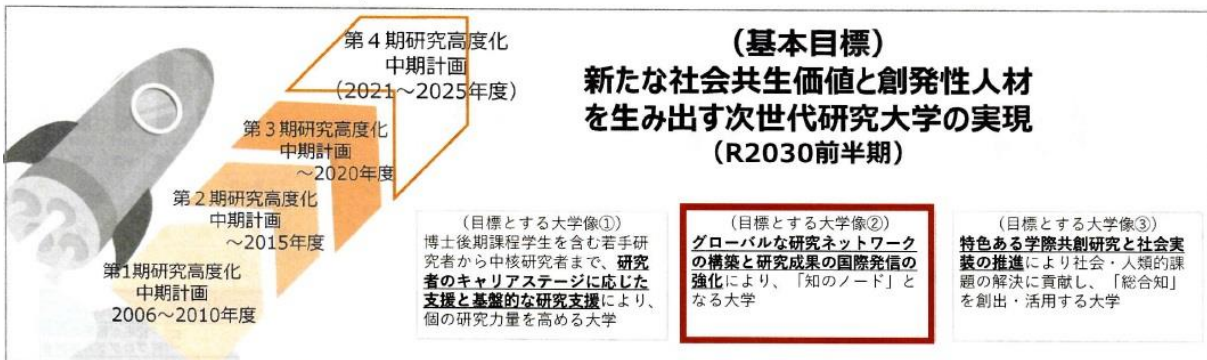 第４期研究高度化
中期計画
（2021～2025年度）
第３期研究高度化
中期計画
～2020年度
第２期研究高度化
中期計画
～2015年度
第1期研究高度化
中期計画
2006～2010年度
（基本目標）
新たな社会共生価値と創発性人材
を生み出す次世代研究大学の実現
（R2030前半期）
（目標とする大学像①）
博士後期課程学生を含む若手研
究者から中核研究者まで、研究
者のキャリアステージに応じた
支援と基盤的な研究支援により、
個の研究力量を高める大学
（目標とする大学像②）
グローバルな研究ネットワーク
の構築と研究成果の国際発信の
強化により、「知のノード」と
なる大学
（目標とする大学像③）
特色ある学際共創研究と社会実
装の推進により社会・人類的課
題の解決に貢献し、「総合知」
を創出・活用する大学